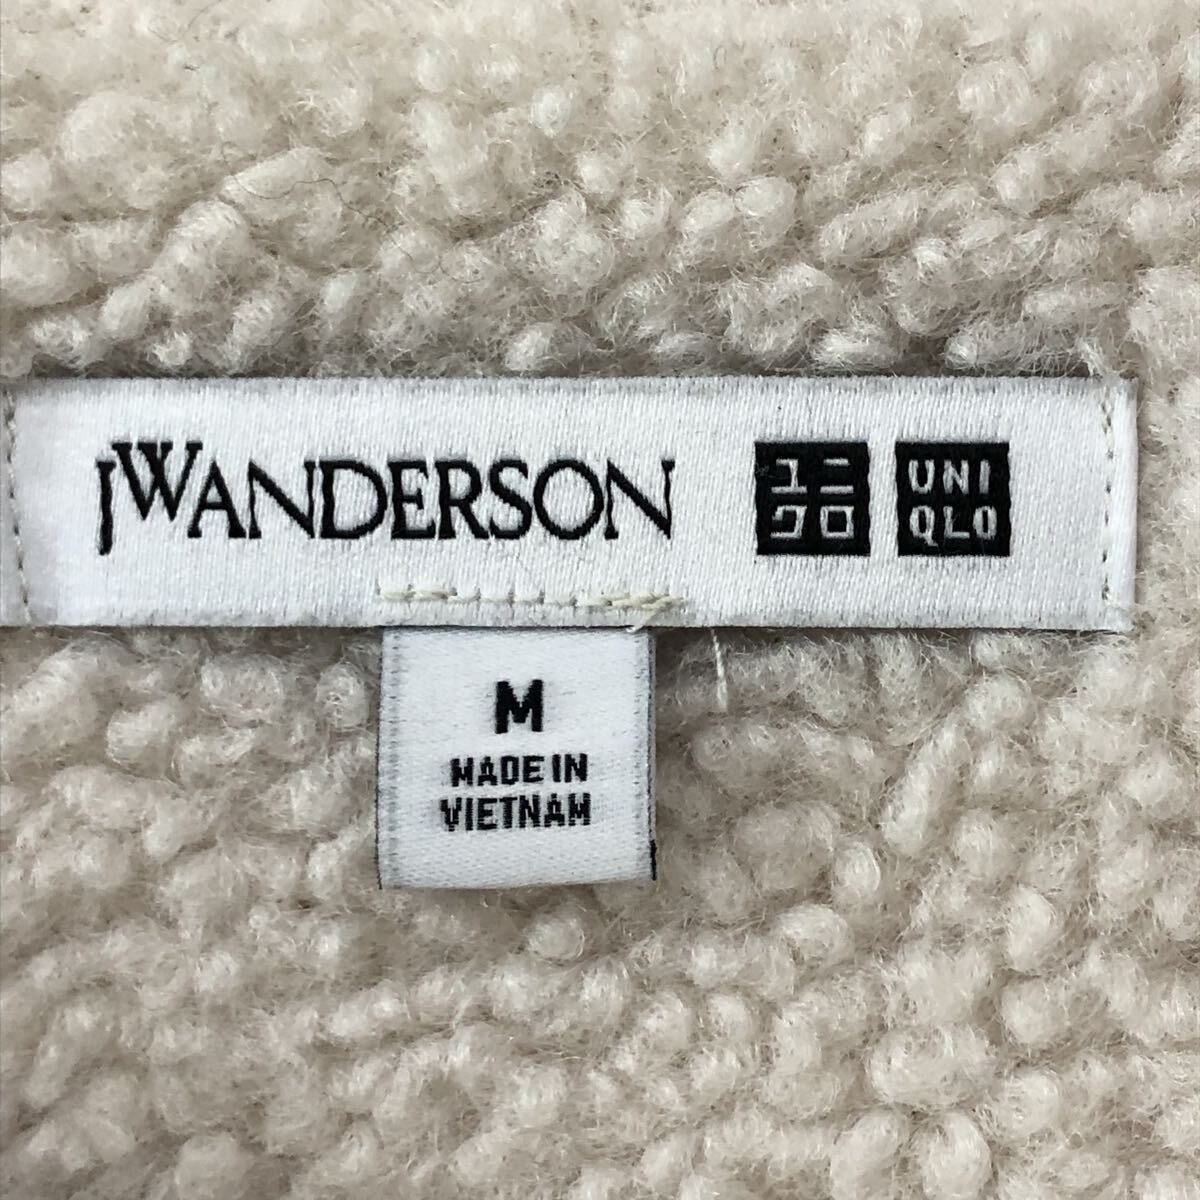 JWANDERSON
ユニ
クロ
UNI
QLO
M
MADE IN
VIETNAM